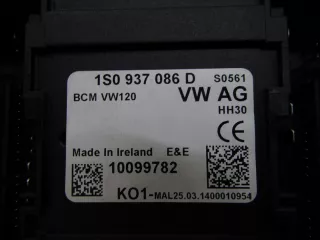 1S0 937 086 D S0561
BCM VW120 VW AG
HH30
CE
Made In Ireland E&E
10099782
KO1-MAL25.03.1400010954